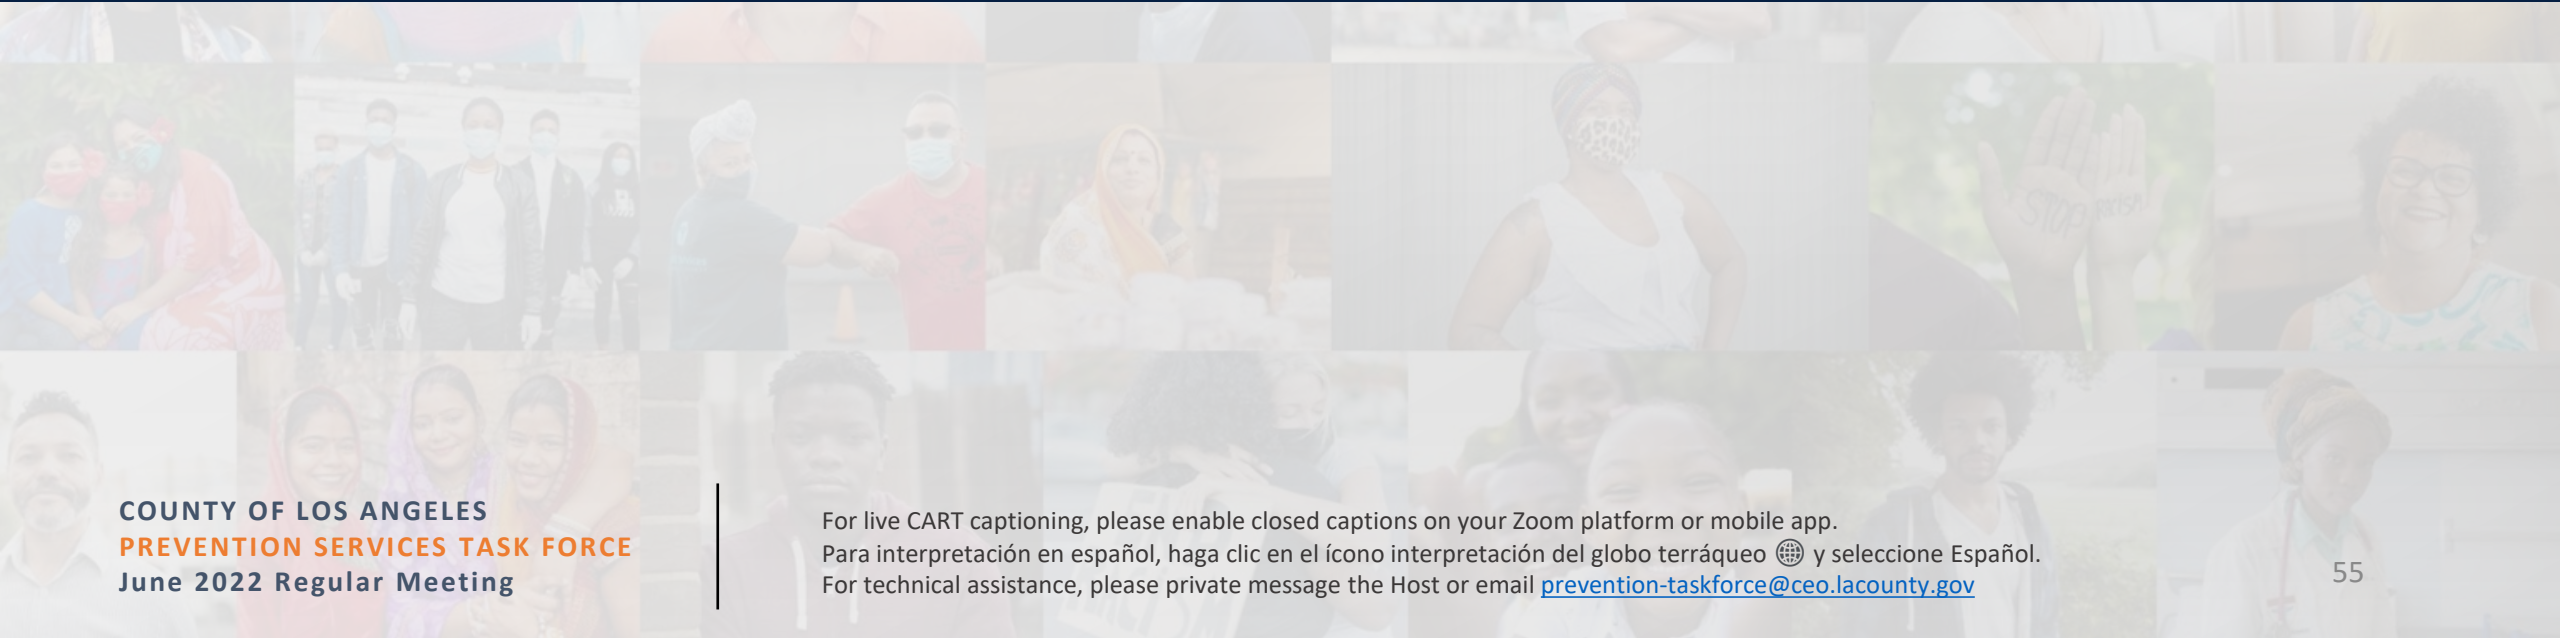 STOP racism
COUNTY OF LOS ANGELES
PREVENTION SERVICES TASK FORCE
June 2022 Regular Meeting
For live CART captioning, please enable closed captions on your Zoom platform or mobile app.
Para interpretación en español, haga clic en el ícono interpretación del globo terráqueo y seleccione Español.
For technical assistance, please private message the Host or email prevention-taskforce@ceo.lacounty.gov
55